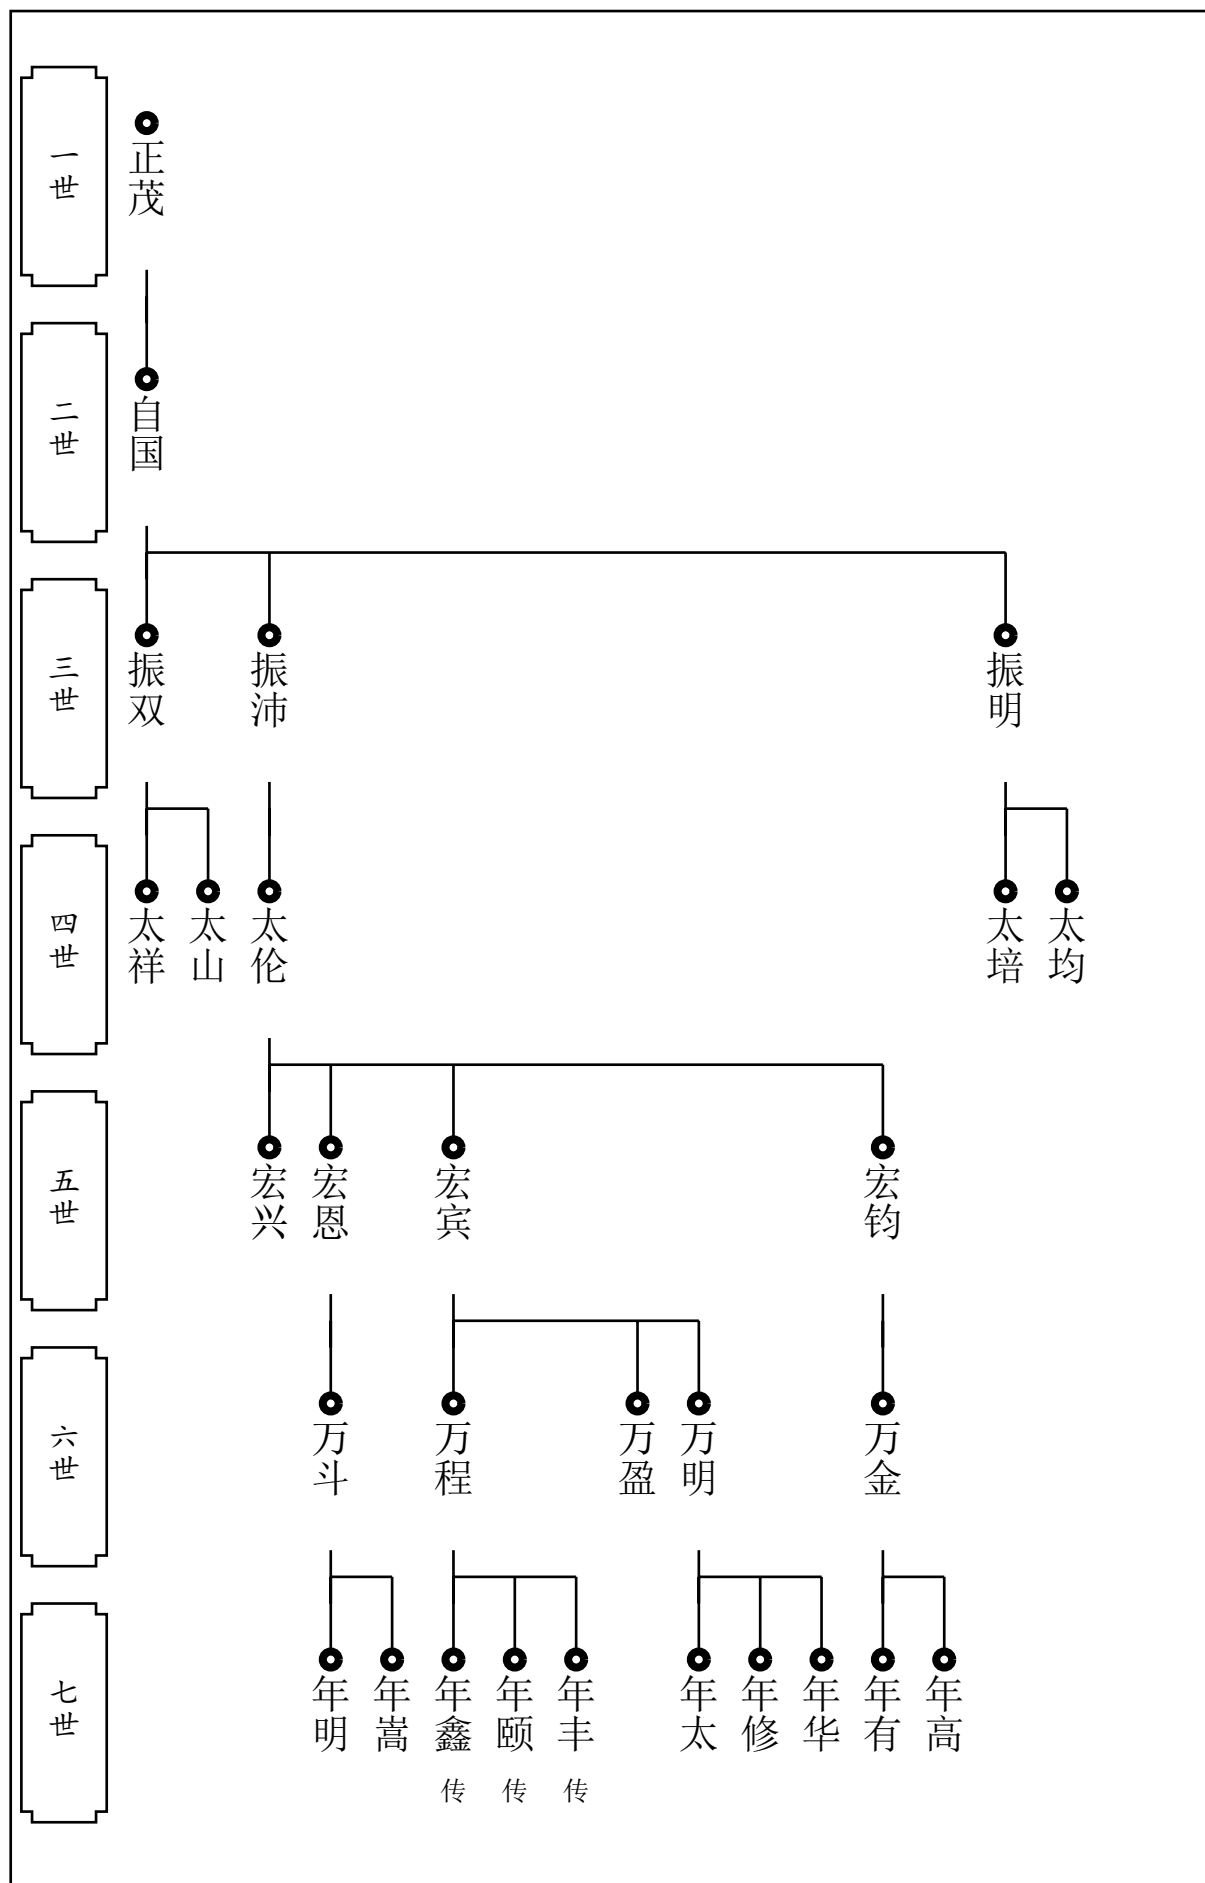 一世
正茂
二世
自国
三世
振双
振沛
振明
四世
太祥
太山
太伦
太培
太均
五世
宏兴
宏恩
宏宾
宏钧
六世
万斗
万程
万盈
万明
万金
七世
年明
年嵩
年鑫
传
年颐
传
年丰
传
年太
年修
年华
年有
年高